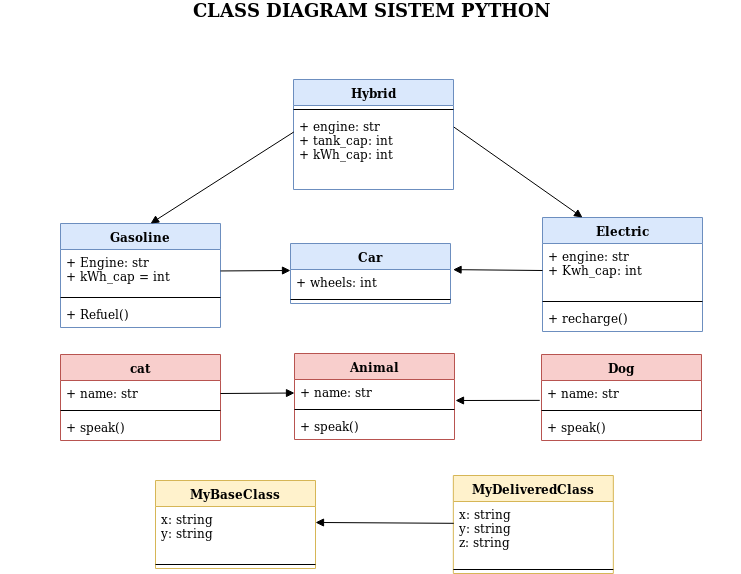 CLASS DIAGRAM SISTEM PYTHON
Hybrid
+ engine: str
+ tank_cap: int
+ kWh_cap: int
Gasoline
+ Engine: str
+ kWh_cap = int
+ Refuel()
Car
+ wheels: int
Electric
+ engine: str
+ Kwh_cap: int
+ recharge()
cat
+ name: str
+ speak()
Animal
+ name: str
+ speak()
Dog
+ name: str
+ speak()
MyBaseClass
x: string
y: string
MyDeliveredClass
x: string
y: string
z: string